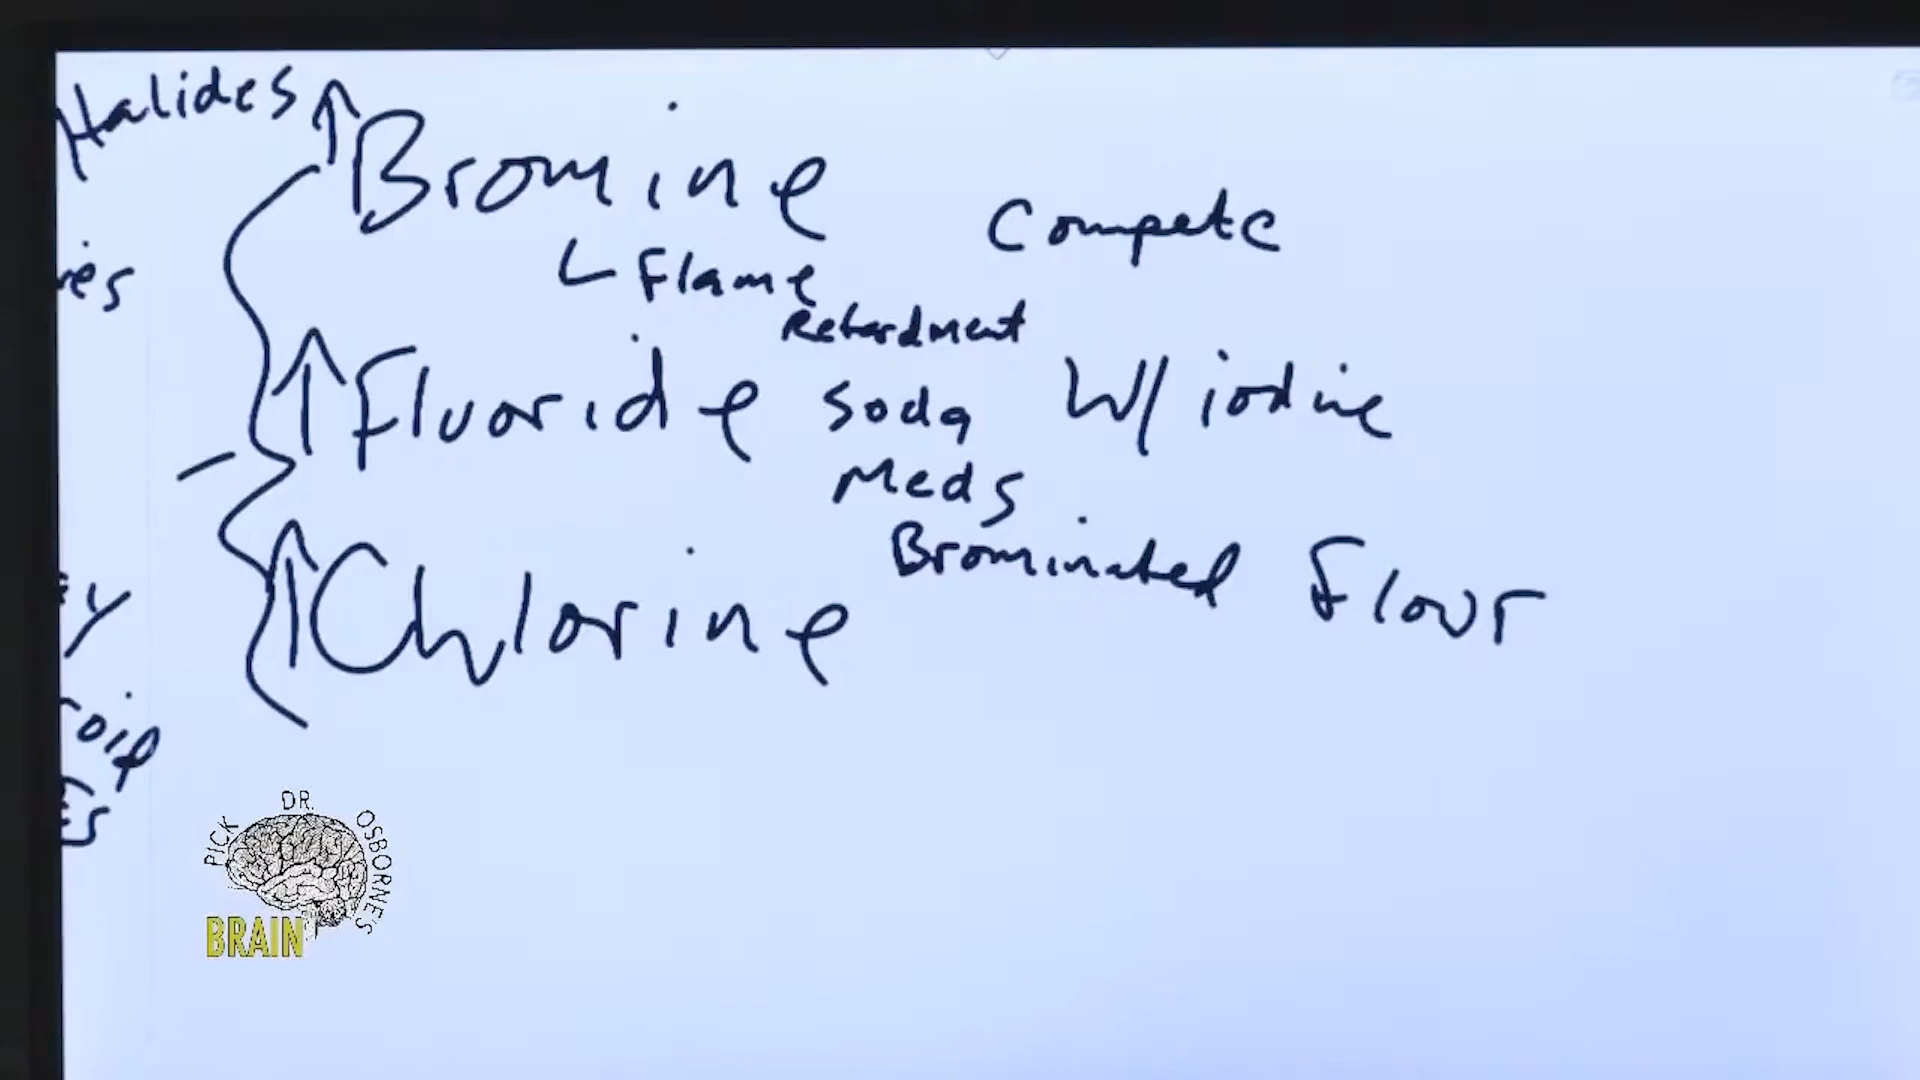 Halides
↑ Bromine
Compete
Flame
Retardment
↑ Fluoride
Soda
W/ iodine
Meds
Brominated Flour
↑ Chlorine
PICK DR. OSBORNE'S
BRAIN